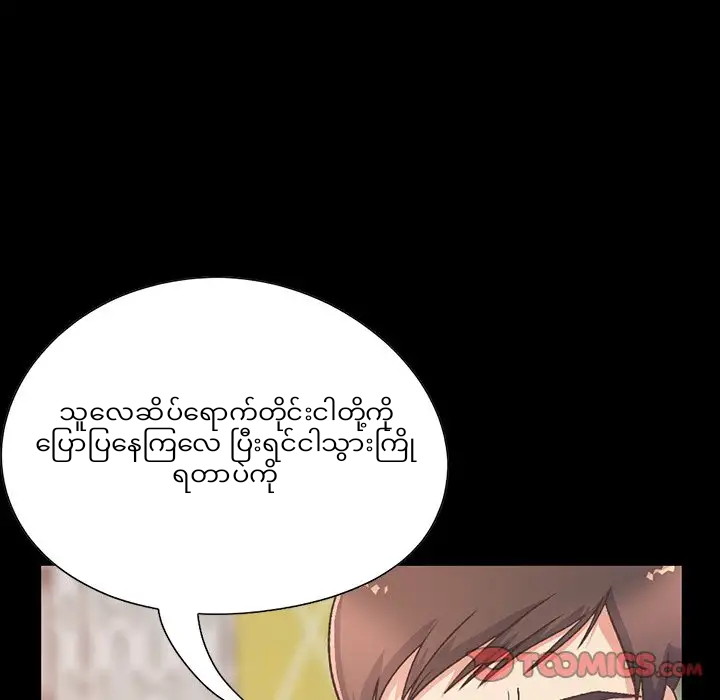 သူလေဆိပ်ရောက်တိုင်းငါတို့ကို
ပြောပြနေကြလေ ပြီးရင်ငါသွားကြို
ရတာပဲကို
TCOMICS.COM